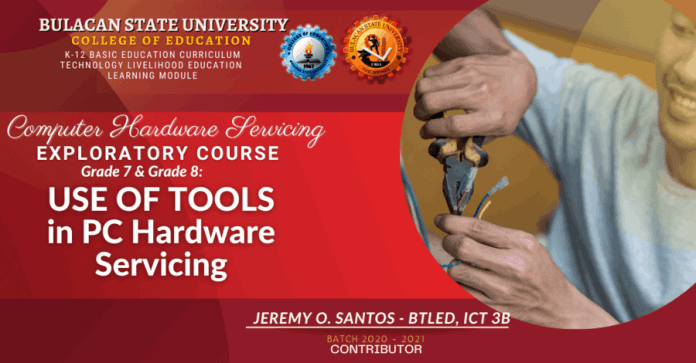 BULACAN STATE UNIVERSITY
COLLEGE OF EDUCATION
K-12 BASIC EDUCATION CURRICULUM
TECHNOLOGY LIVELIHOOD EDUCATION
LEARNING MODULE
Computer Hardware Servicing
EXPLORATORY COURSE
Grade 7 & Grade 8:
USE OF TOOLS
in PC Hardware
Servicing
JEREMY O. SANTOS - BTLED, ICT 3B
BATCH 2020 - 2021
CONTRIBUTOR